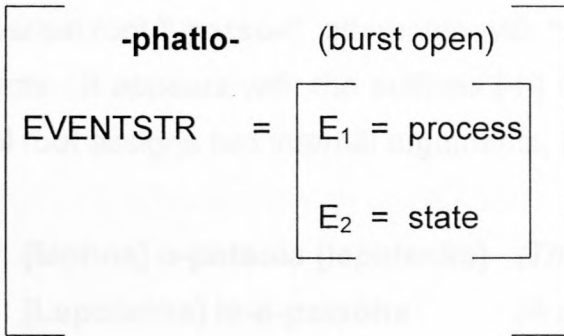 -phatlo- (burst open)
EVENTSTR = E₁ = process
E₂ = state